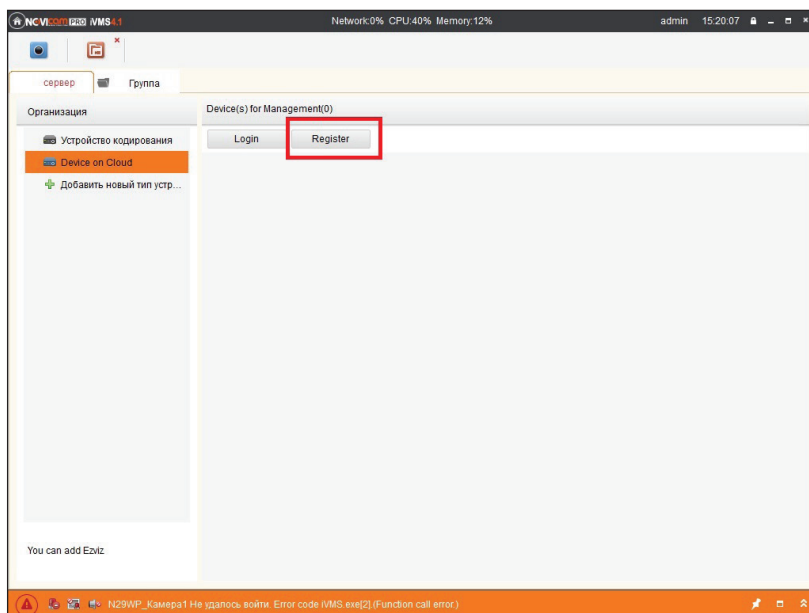 NOVIcam PRO iVMS4.1 Network:0% CPU:40% Memory:12% admin 15:20:07
сервер Группа
Организация Device(s) for Management(0)
Устройство кодирования Login Register
Device on Cloud
Добавить новый тип устр...
You can add Ezviz
N29WP_Камера1 Не удалось войти. Error code iVMS.exe[2].(Function call error.)